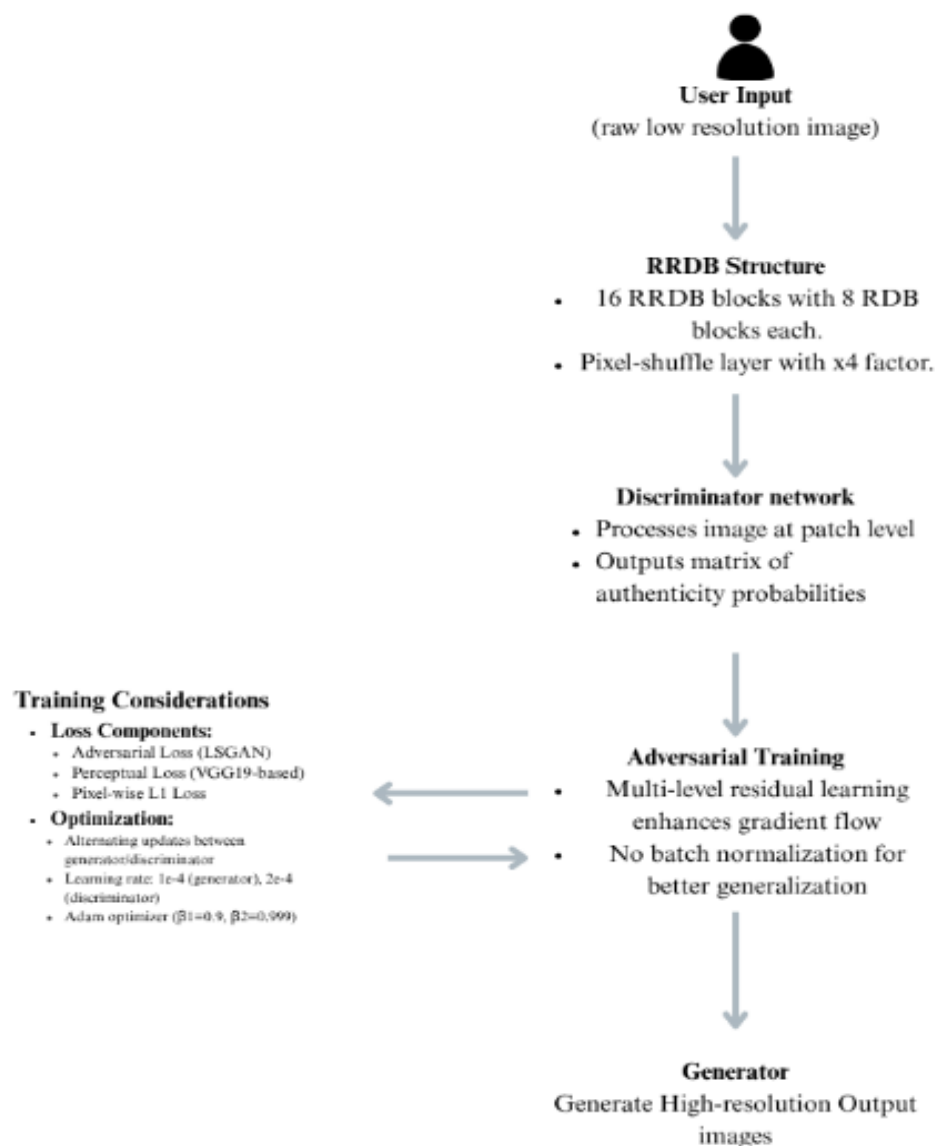 User Input
(raw low resolution image)
RRDB Structure
• 16 RRDB blocks with 8 RDB
blocks each.
• Pixel-shuffle layer with x4 factor.
Discriminator network
• Processes image at patch level
• Outputs matrix of
authenticity probabilities
Training Considerations
• Loss Components:
• Adversarial Loss (LSGAN)
• Perceptual Loss (VGG19-based)
• Pixel-wise L1 Loss
• Optimization:
• Alternating updates between
generator/discriminator
• Learning rate: 1e-4 (generator), 2e-4
(discriminator)
• Adam optimizer (β1=0.9, β2=0.999)
Adversarial Training
• Multi-level residual learning
enhances gradient flow
• No batch normalization for
better generalization
Generator
Generate High-resolution Output
images